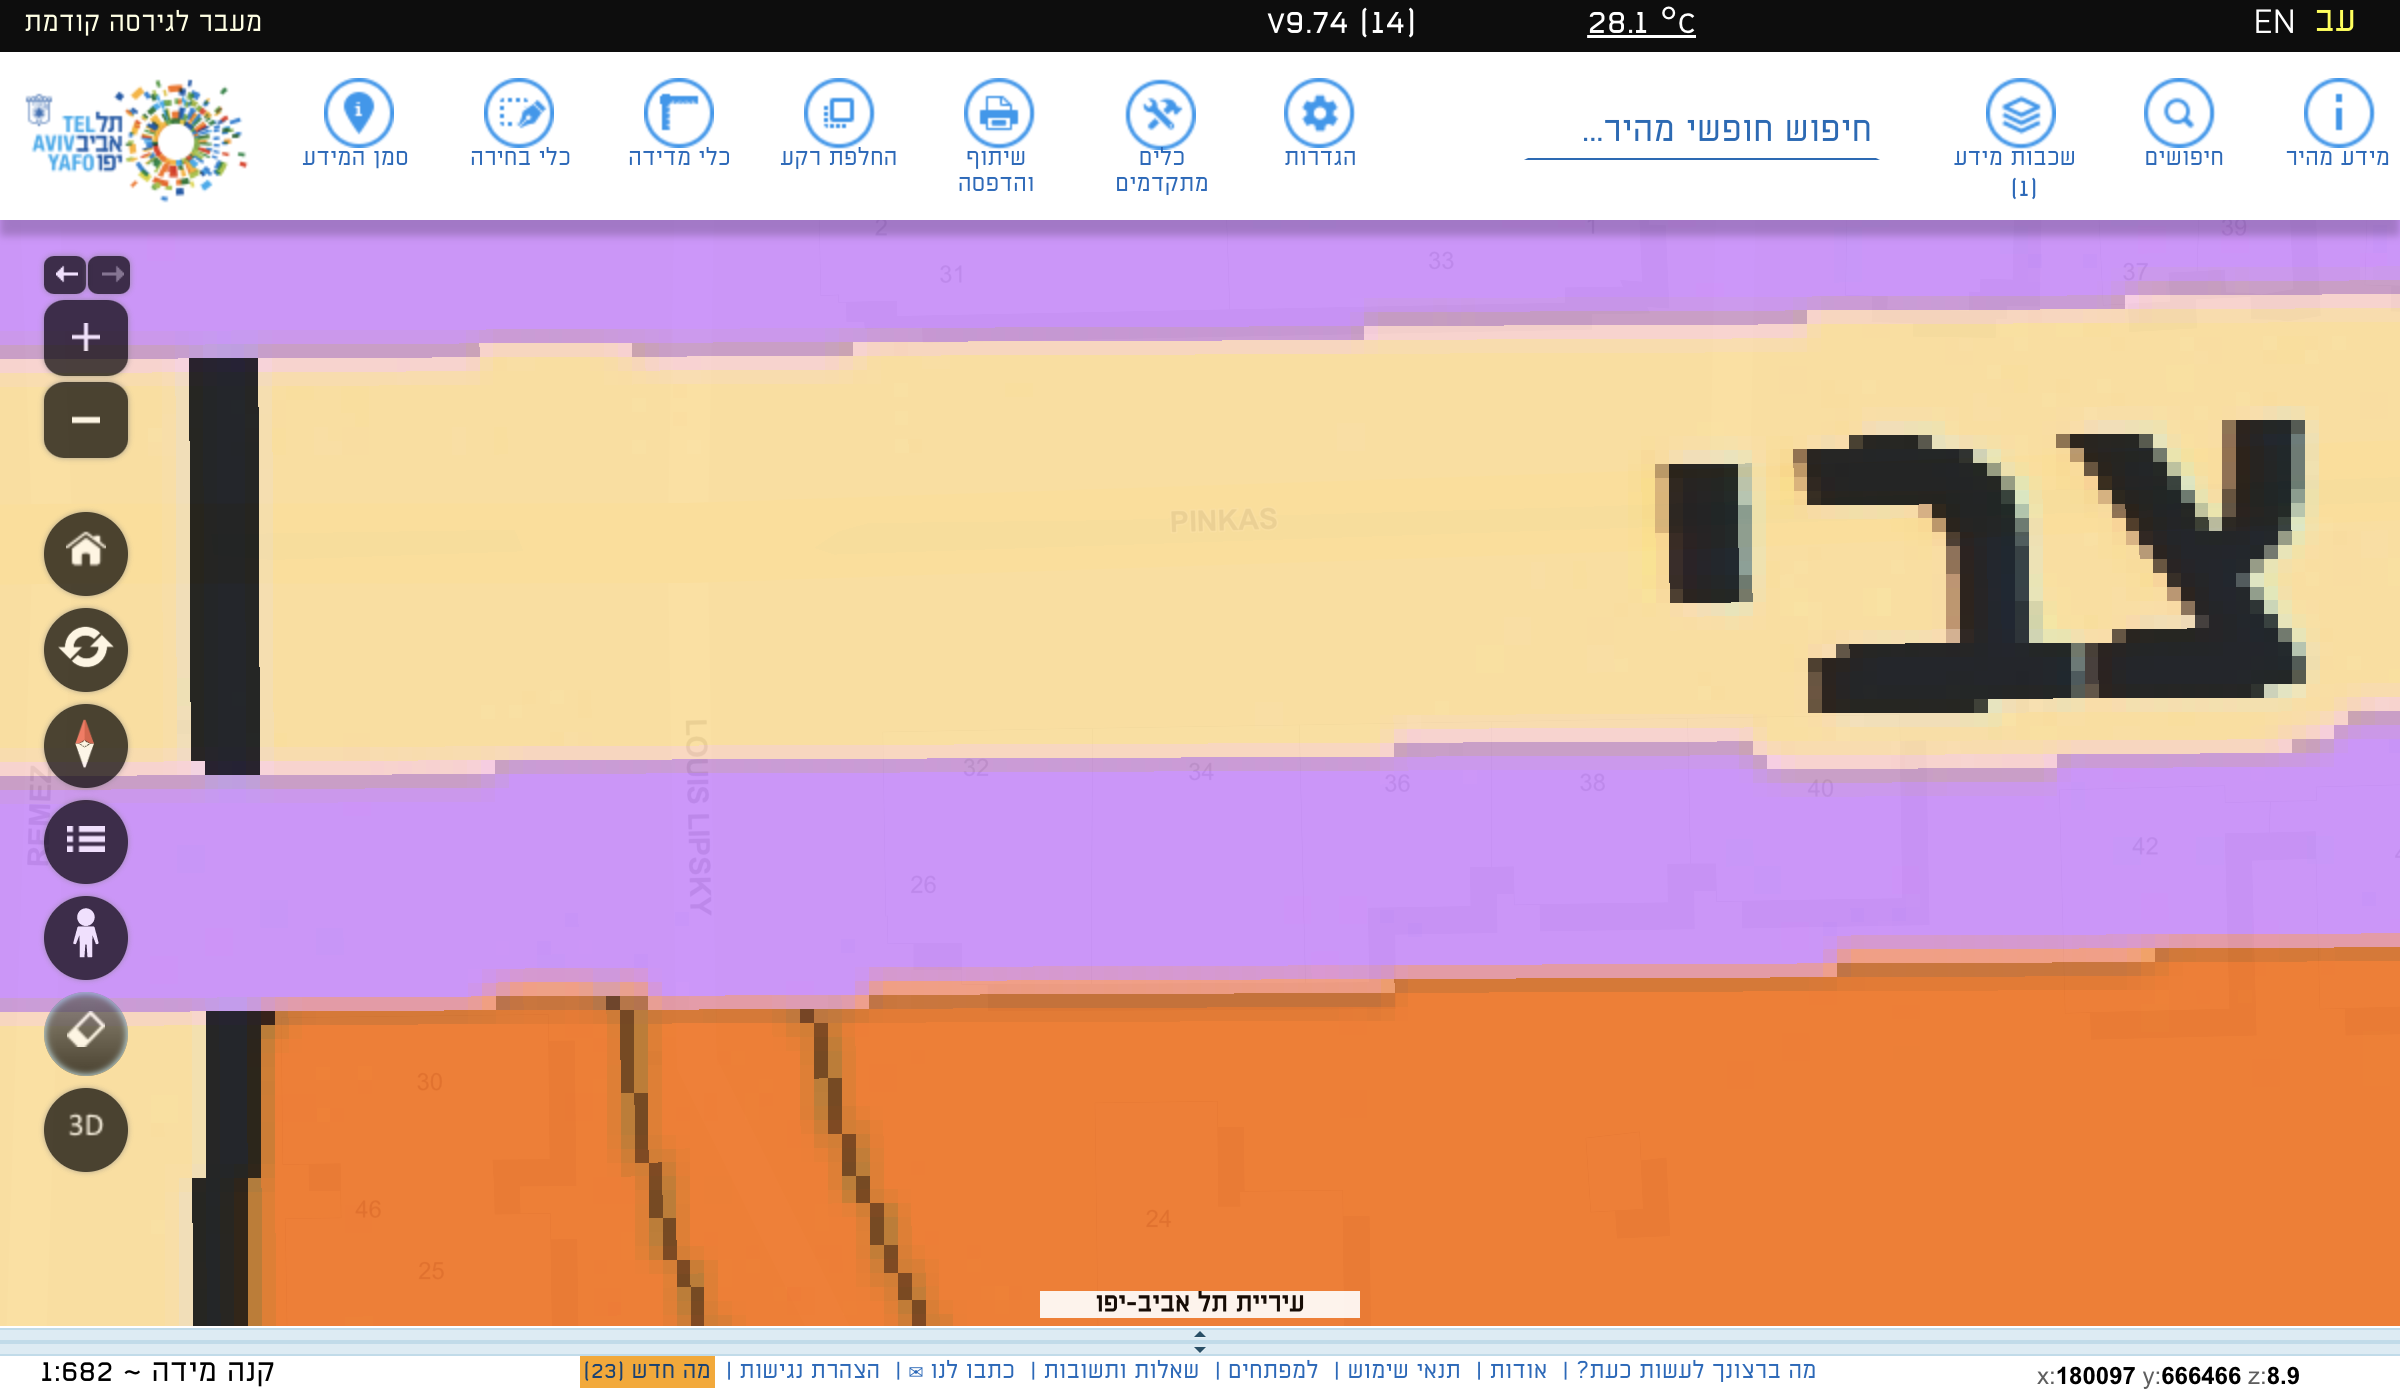 עב EN
28.1 °C
V9.74 (14)
מעבר לגירסה קודמת
מידע מהיר
חיפושים
שכבות מידע
(1)
חיפוש חופשי מהיר...
הגדרות
כלים
מתקדמים
שיתוף
והדפסה
החלפת רקע
כלי מדידה
כלי בחירה
סמן המידע
תל
אביב
יפו
TEL
AVIV
YAFO
2
1
39
31
33
37
צבי
PINKAS
LOUIS LIPSKY
REMEZ
32
34
36
38
40
42
26
30
46
24
25
3D
עיריית תל אביב-יפו
קנה מידה ~ 1:682
מה ברצונך לעשות כעת? | אודות | תנאי שימוש | למפתחים | שאלות ותשובות | כתבו לנו ✉ | הצהרת נגישות | מה חדש (23)
x:180097 y:666466 z:8.9